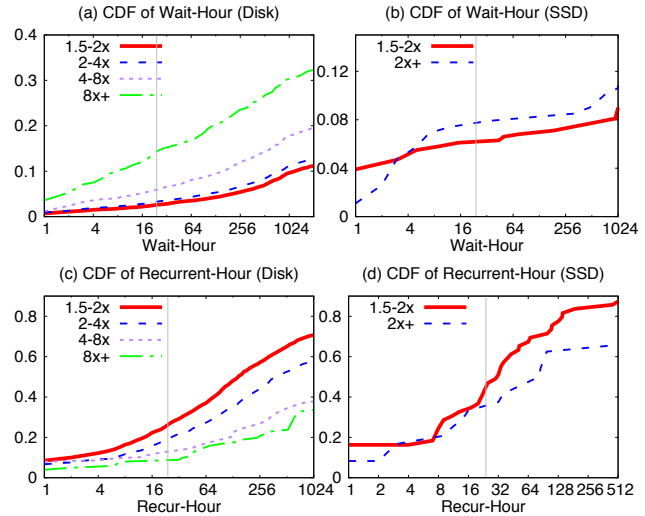 (a) CDF of Wait-Hour (Disk)
0.4
0.3
0.2
0.1
0
1.5-2x
2-4x
4-8x
8x+
1 4 16 64 256 1024
Wait-Hour
(b) CDF of Wait-Hour (SSD)
0.12
0.08
0.04
0
1.5-2x
2x+
1 4 16 64 256 1024
Wait-Hour
(c) CDF of Recurrent-Hour (Disk)
0.8
0.6
0.4
0.2
0
1.5-2x
2-4x
4-8x
8x+
1 4 16 64 256 1024
Recur-Hour
(d) CDF of Recurrent-Hour (SSD)
0.8
0.6
0.4
0.2
0
1.5-2x
2x+
1 2 4 8 16 32 64 128 256 512
Recur-Hour